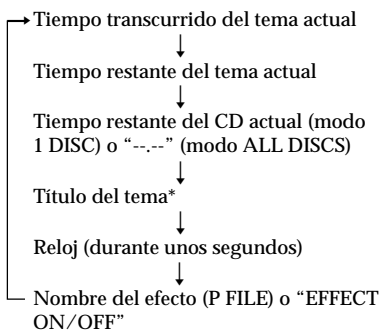 Tiempo transcurrido del tema actual
Tiempo restante del tema actual
Tiempo restante del CD actual (modo
1 DISC) o “--.--” (modo ALL DISCS)
Título del tema*
Reloj (durante unos segundos)
Nombre del efecto (P FILE) o “EFFECT
ON/OFF”